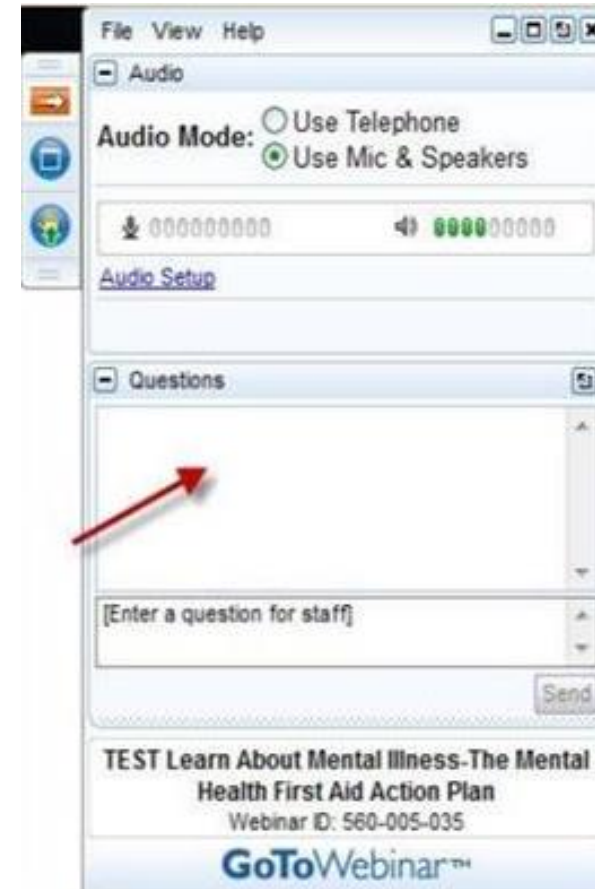 File View Help
Audio
Audio Mode: Use Telephone
Use Mic & Speakers
Audio Setup
Questions
[Enter a question for staff]
Send
TEST Learn About Mental Illness-The Mental
Health First Aid Action Plan
Webinar ID: 560-005-035
GoToWebinar™